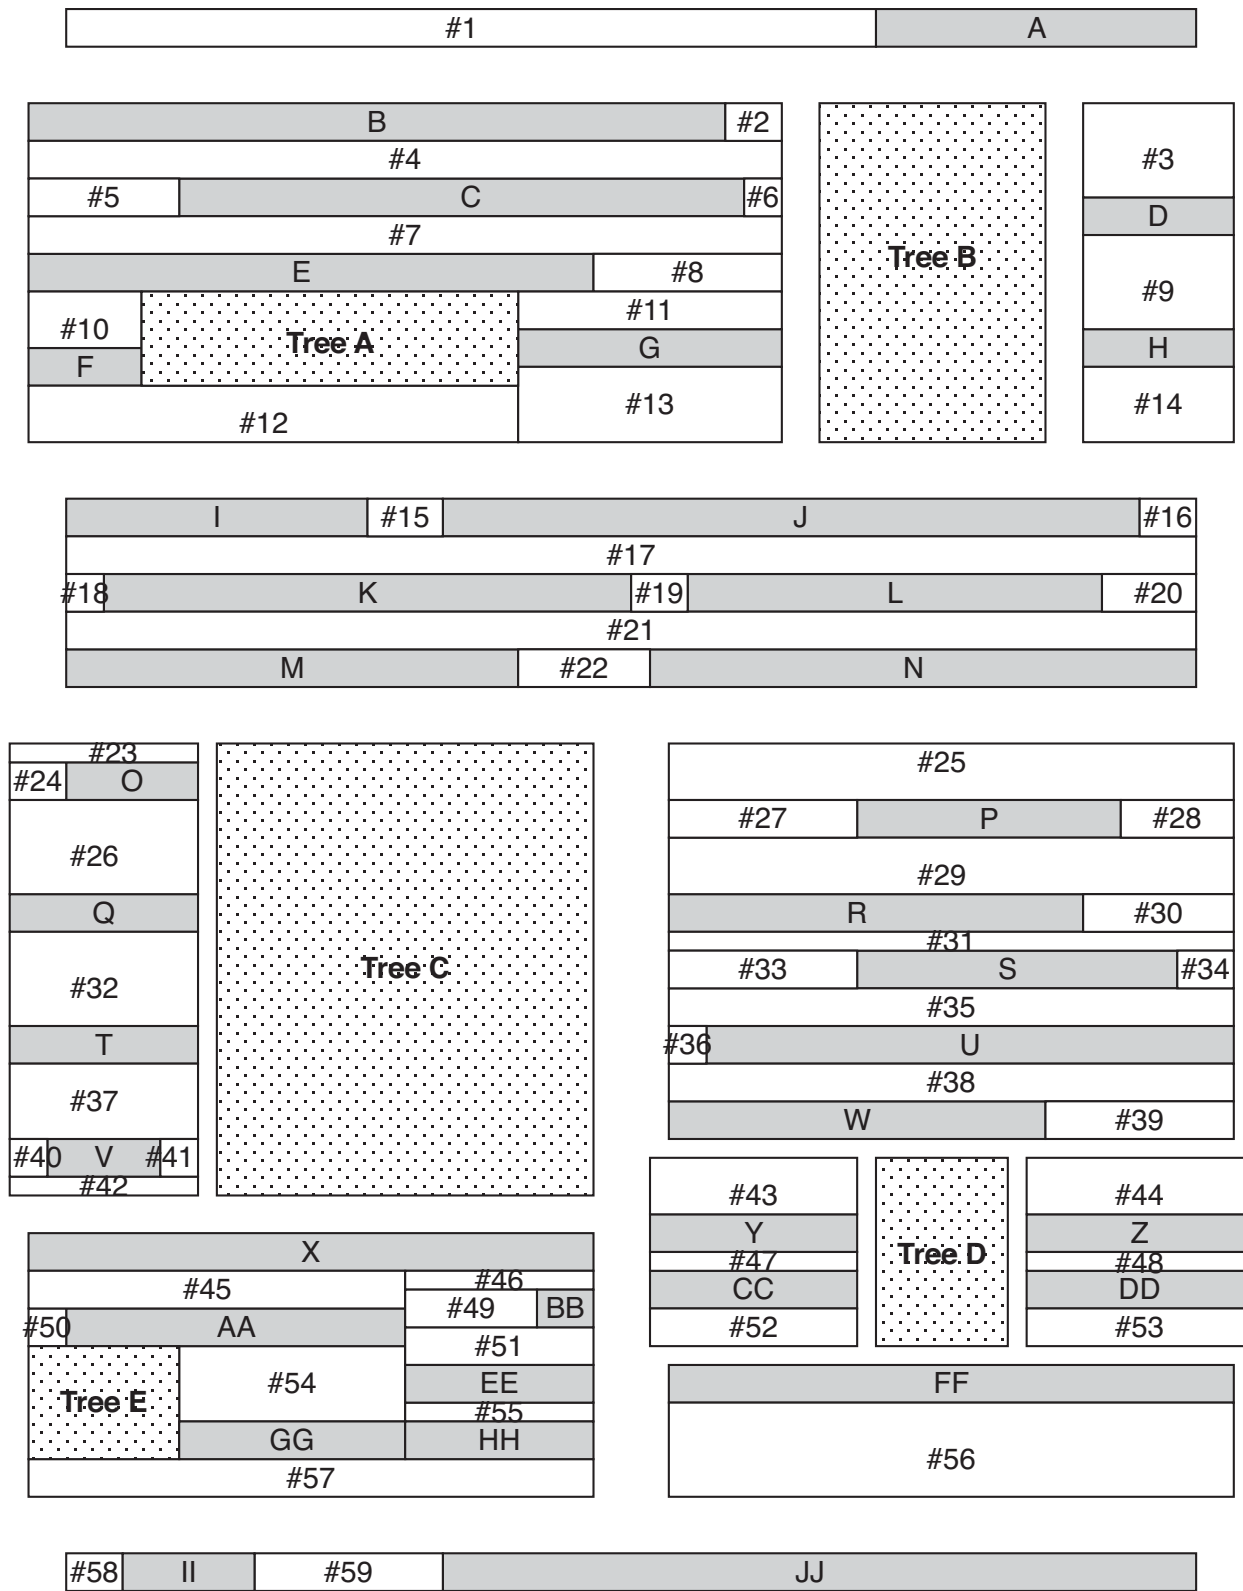 #1 A
B #2
#4
#5 C #6
#7
E #8
#10 Tree A #11
F G
#12 #13
Tree B
#3
D
#9
H
#14
I #15 J #16
#17
#18 K #19 L #20
#21
M #22 N
#23
#24 O
#26
Q
#32
T
#37
#40 V #41
#42
Tree C
#25
#27 P #28
#29
R #30
#31
#33 S #34
#35
#36 U
#38
W #39
#43
Y
#47
CC
#52
Tree D
#44
Z
#48
DD
#53
X
#45 #46
#49 BB
#50 AA
#51
Tree E #54
EE
#55
GG HH
#57
FF
#56
#58 II #59 JJ